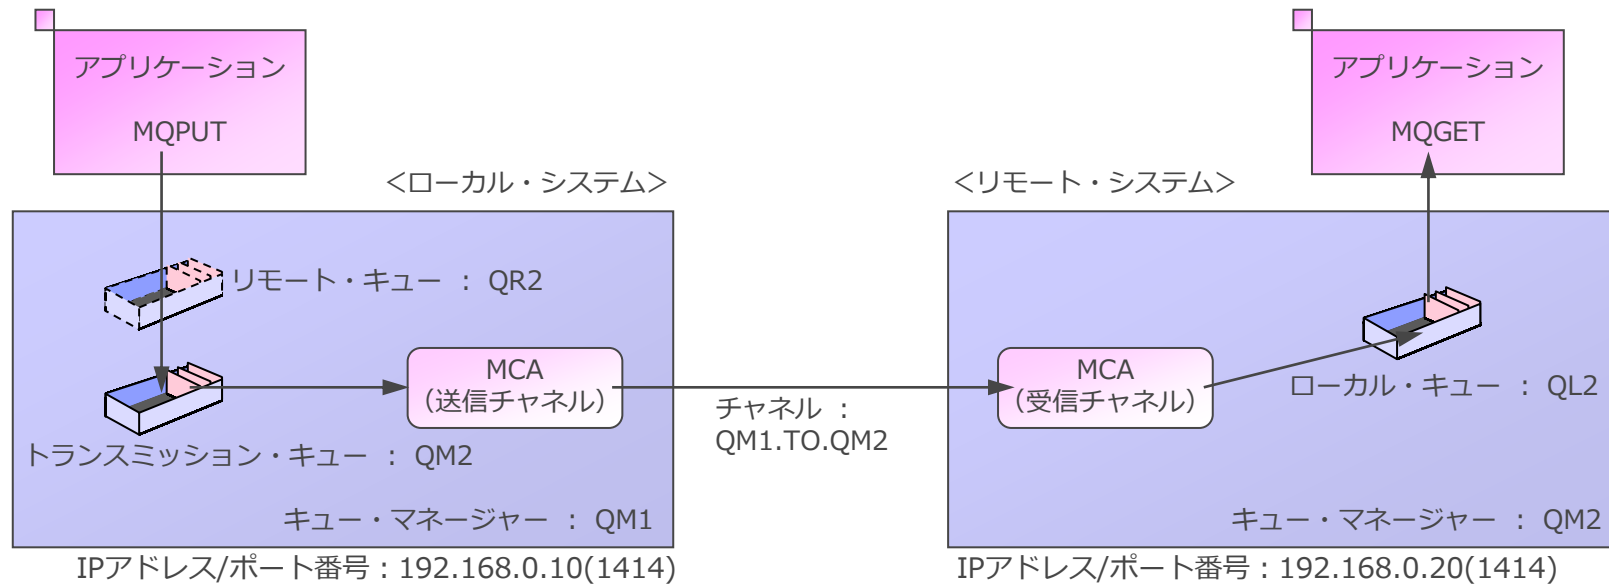 アプリケーション
MQPUT
<ローカル・システム>
リモート・キュー : QR2
MCA
(送信チャネル)
トランスミッション・キュー : QM2
キュー・マネージャー : QM1
IPアドレス/ポート番号:192.168.0.10(1414)
チャネル :
QM1.TO.QM2
アプリケーション
MQGET
<リモート・システム>
MCA
(受信チャネル)
ローカル・キュー : QL2
キュー・マネージャー : QM2
IPアドレス/ポート番号:192.168.0.20(1414)